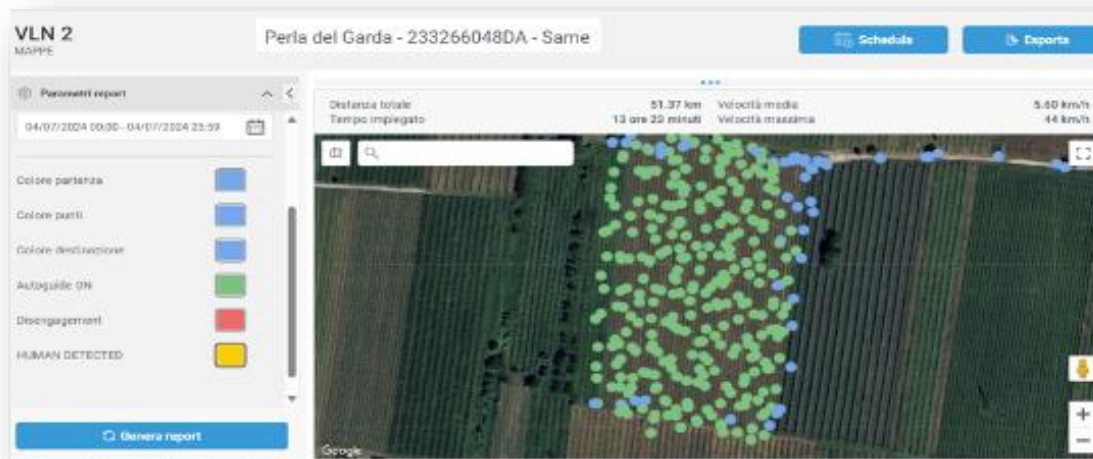 VLN 2
MAPPE
Perla del Garda - 233266048DA - Same
Schedula
Esporta
Parametri report
04/07/2024 00:00 - 04/07/2024 23:59
Colore partenza
Colore punti
Colore destinazione
Autoguide ON
Disengagement
HUMAN DETECTED
Genera report
Distanza totale 51.37 km Velocità media 5.60 km/h
Tempo impiegato 13 ore 23 minuti Velocità massima 44 km/h
Google